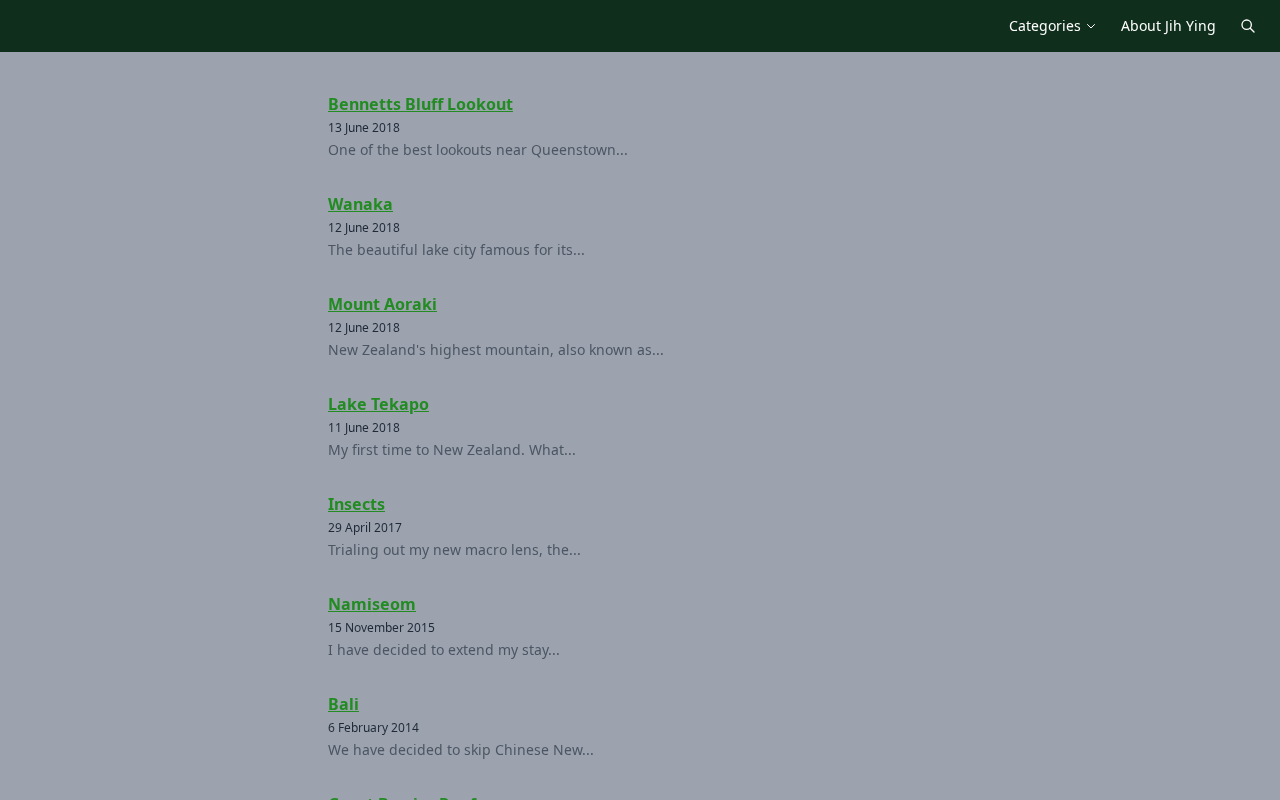 Categories
About Jih Ying
Bennetts Bluff Lookout
13 June 2018
One of the best lookouts near Queenstown...
Wanaka
12 June 2018
The beautiful lake city famous for its...
Mount Aoraki
12 June 2018
New Zealand's highest mountain, also known as...
Lake Tekapo
11 June 2018
My first time to New Zealand. What...
Insects
29 April 2017
Trialing out my new macro lens, the...
Namiseom
15 November 2015
I have decided to extend my stay...
Bali
6 February 2014
We have decided to skip Chinese New...